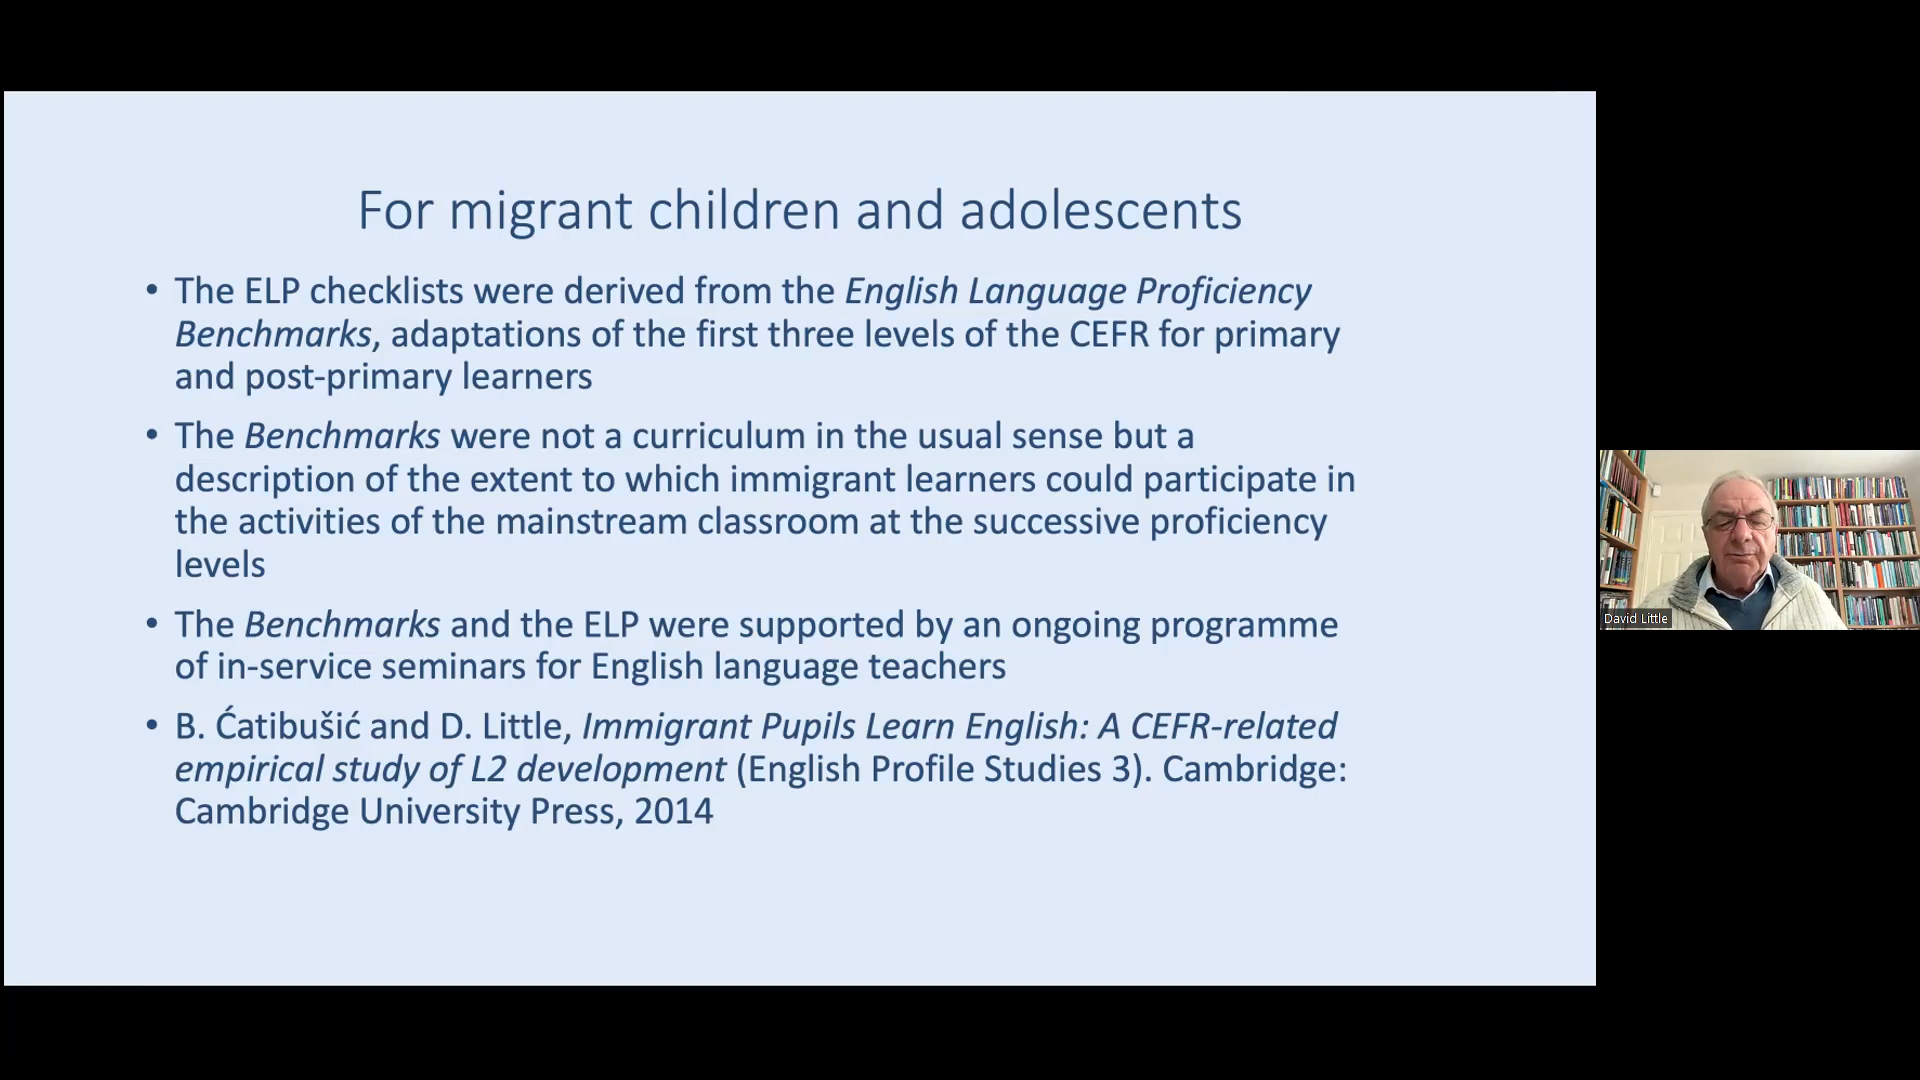 For migrant children and adolescents
• The ELP checklists were derived from the English Language Proficiency
Benchmarks, adaptations of the first three levels of the CEFR for primary
and post-primary learners
• The Benchmarks were not a curriculum in the usual sense but a
description of the extent to which immigrant learners could participate in
the activities of the mainstream classroom at the successive proficiency
levels
• The Benchmarks and the ELP were supported by an ongoing programme
of in-service seminars for English language teachers
• B. Ćatibušić and D. Little, Immigrant Pupils Learn English: A CEFR-related
empirical study of L2 development (English Profile Studies 3). Cambridge:
Cambridge University Press, 2014
David Little